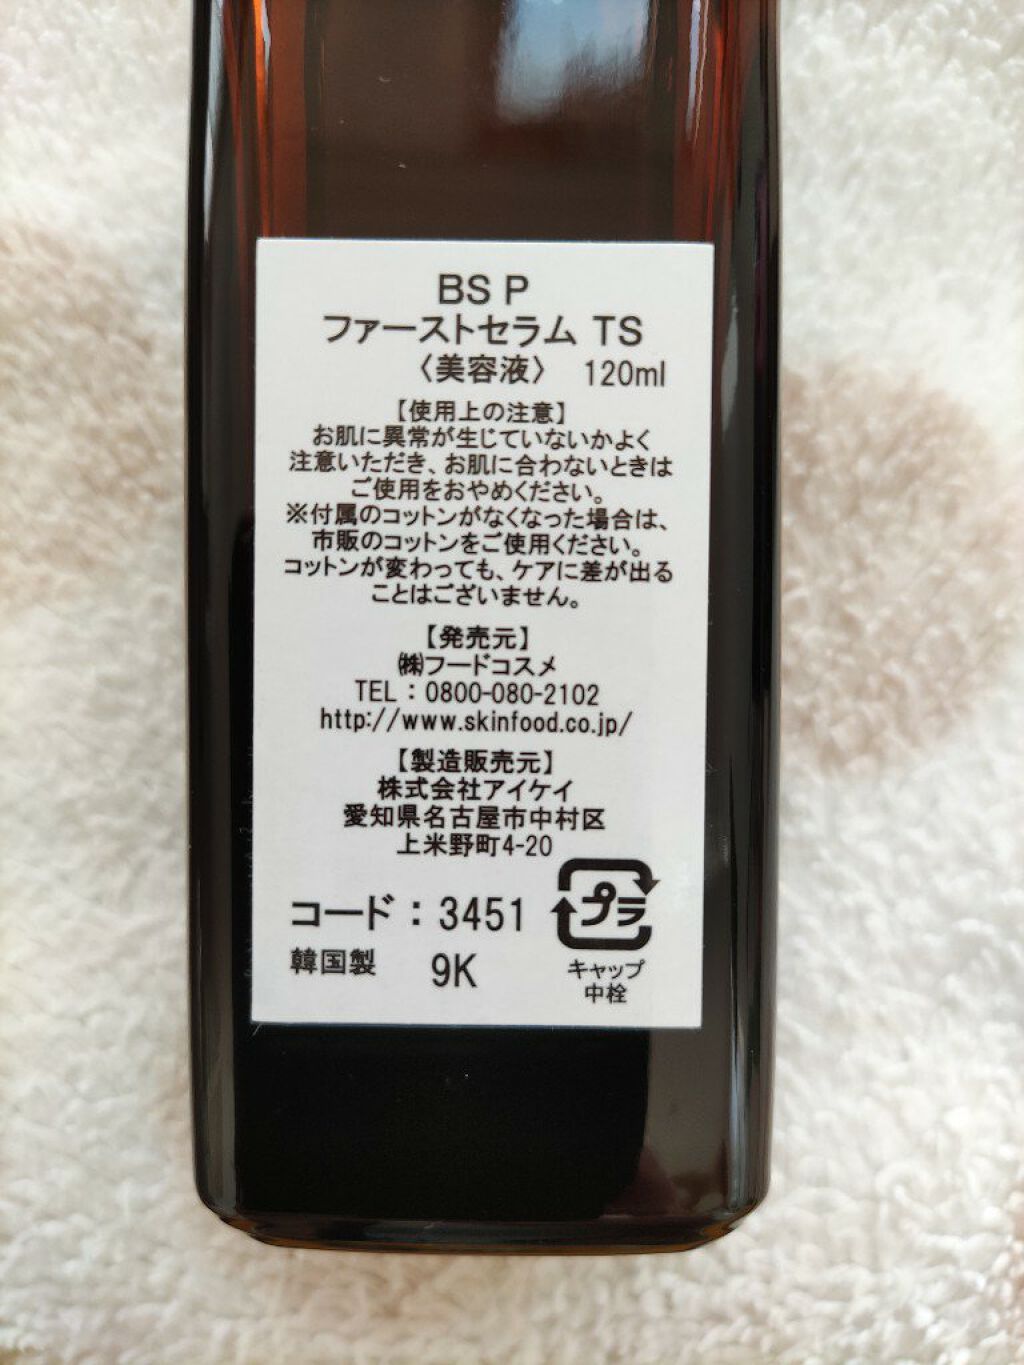 BS P
ファーストセラム TS
〈美容液〉 120ml
【使用上の注意】
お肌に異常が生じていないかよく
注意いただき、お肌に合わないときは
ご使用をおやめください。
※付属のコットンがなくなった場合は、
市販のコットンをご使用ください。
コットンが変わっても、ケアに差が出る
ことはございません。
【発売元】
㈱フードコスメ
TEL：0800-080-2102
http://www.skinfood.co.jp/
【製造販売元】
株式会社アイケイ
愛知県名古屋市中村区
上米野町4-20
コード：3451
プラ
韓国製 9K
キャップ
中栓